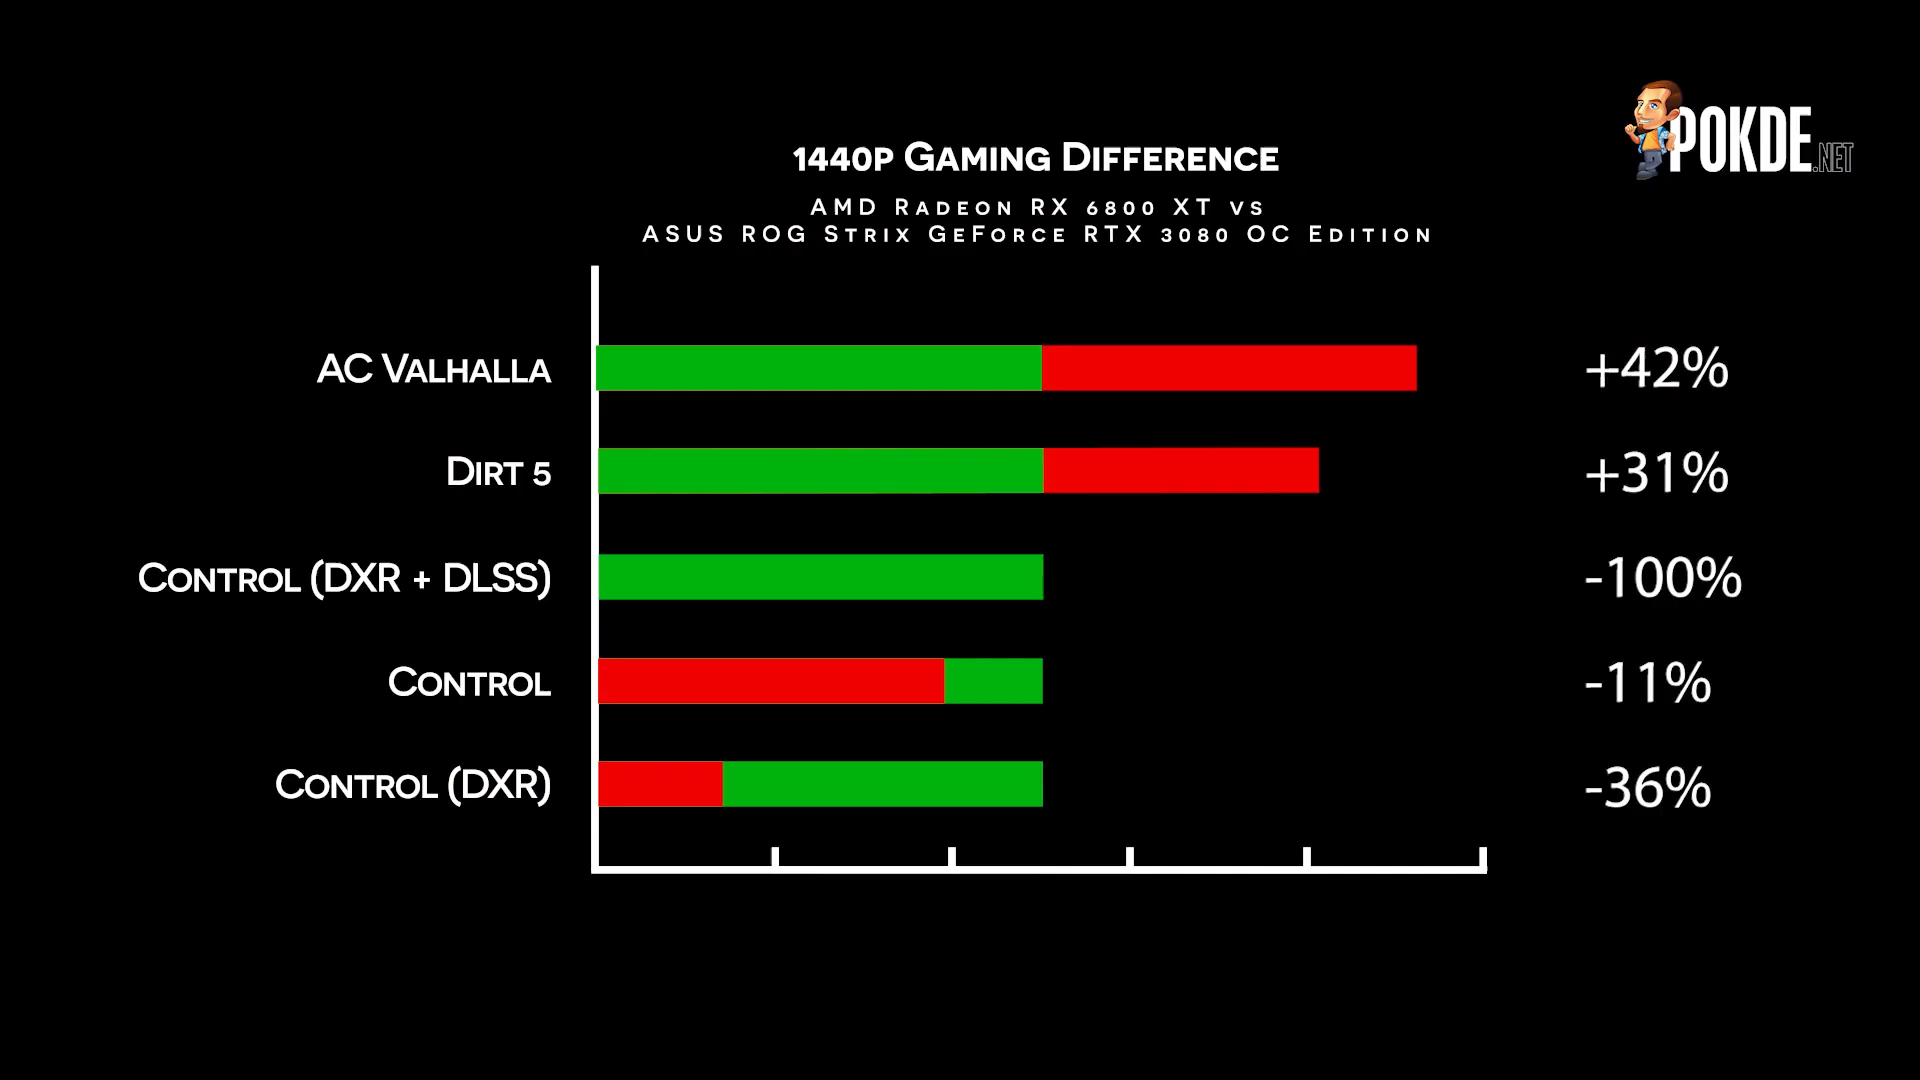 POKDE.NET
1440P GAMING DIFFERENCE
AMD RADEON RX 6800 XT VS
ASUS ROG STRIX GEFORCE RTX 3080 OC EDITION
AC VALHALLA +42%
DIRT 5 +31%
CONTROL (DXR + DLSS) -100%
CONTROL -11%
CONTROL (DXR) -36%